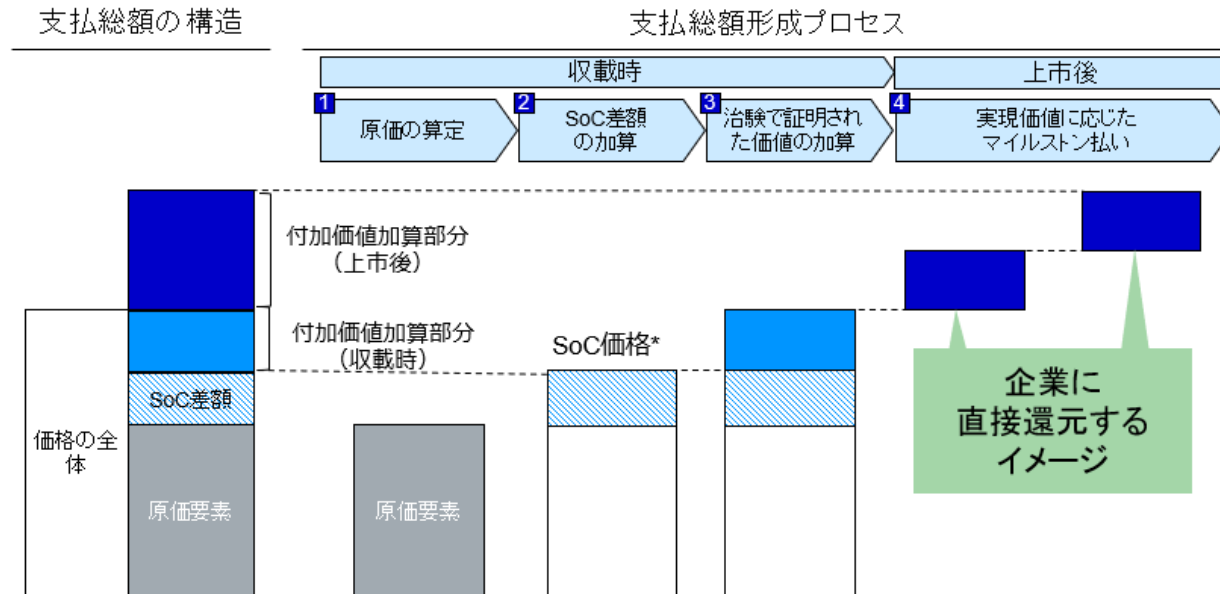 支払総額の構造
支払総額形成プロセス
収載時
上市後
1
原価の算定
2
SoC差額
の加算
3
治験で証明され
た価値の加算
4
実現価値に応じた
マイルストン払い
付加価値加算部分
（上市後）
付加価値加算部分
（収載時）
SoC価格*
SoC差額
価格の全
体
原価要素
原価要素
企業に
直接還元する
イメージ